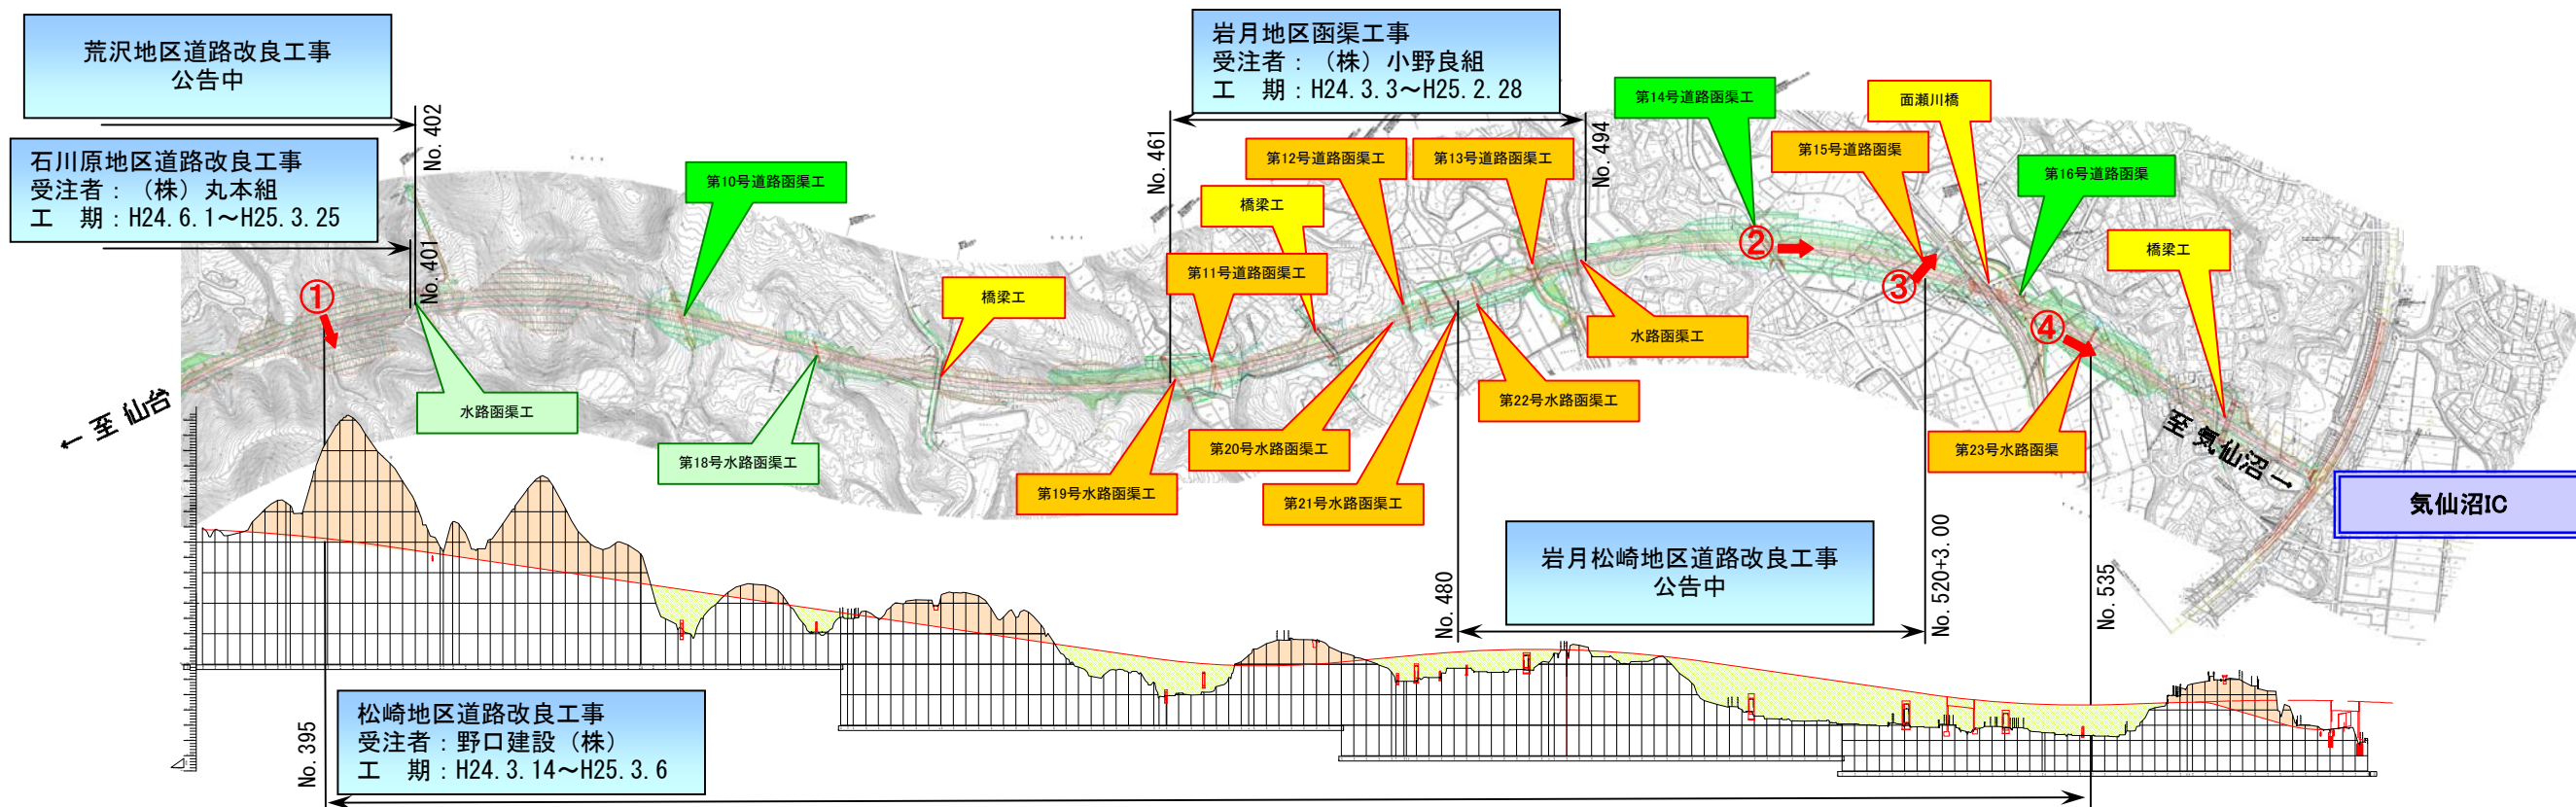 荒沢地区道路改良工事
公告中
石川原地区道路改良工事
受注者：（株）丸本組
工　期：H24.6.1～H25.3.25
No.402
No.401
岩月地区函渠工事
受注者：（株）小野良組
工　期：H24.3.3～H25.2.28
No.461
No.494
第10号道路函渠工
橋梁工
第11号道路函渠工
橋梁工
第12号道路函渠工
第13号道路函渠工
第14号道路函渠工
第15号道路函渠
面瀬川橋
第16号道路函渠
橋梁工
①
②
③
④
←至 仙台
水路函渠工
第18号水路函渠工
第19号水路函渠工
第20号水路函渠工
第21号水路函渠工
第22号水路函渠工
水路函渠工
第23号水路函渠
至 気仙沼→
気仙沼IC
岩月松崎地区道路改良工事
公告中
No.480
No.520+3.00
No.535
No.395
松崎地区道路改良工事
受注者：野口建設（株）
工　期：H24.3.14～H25.3.6